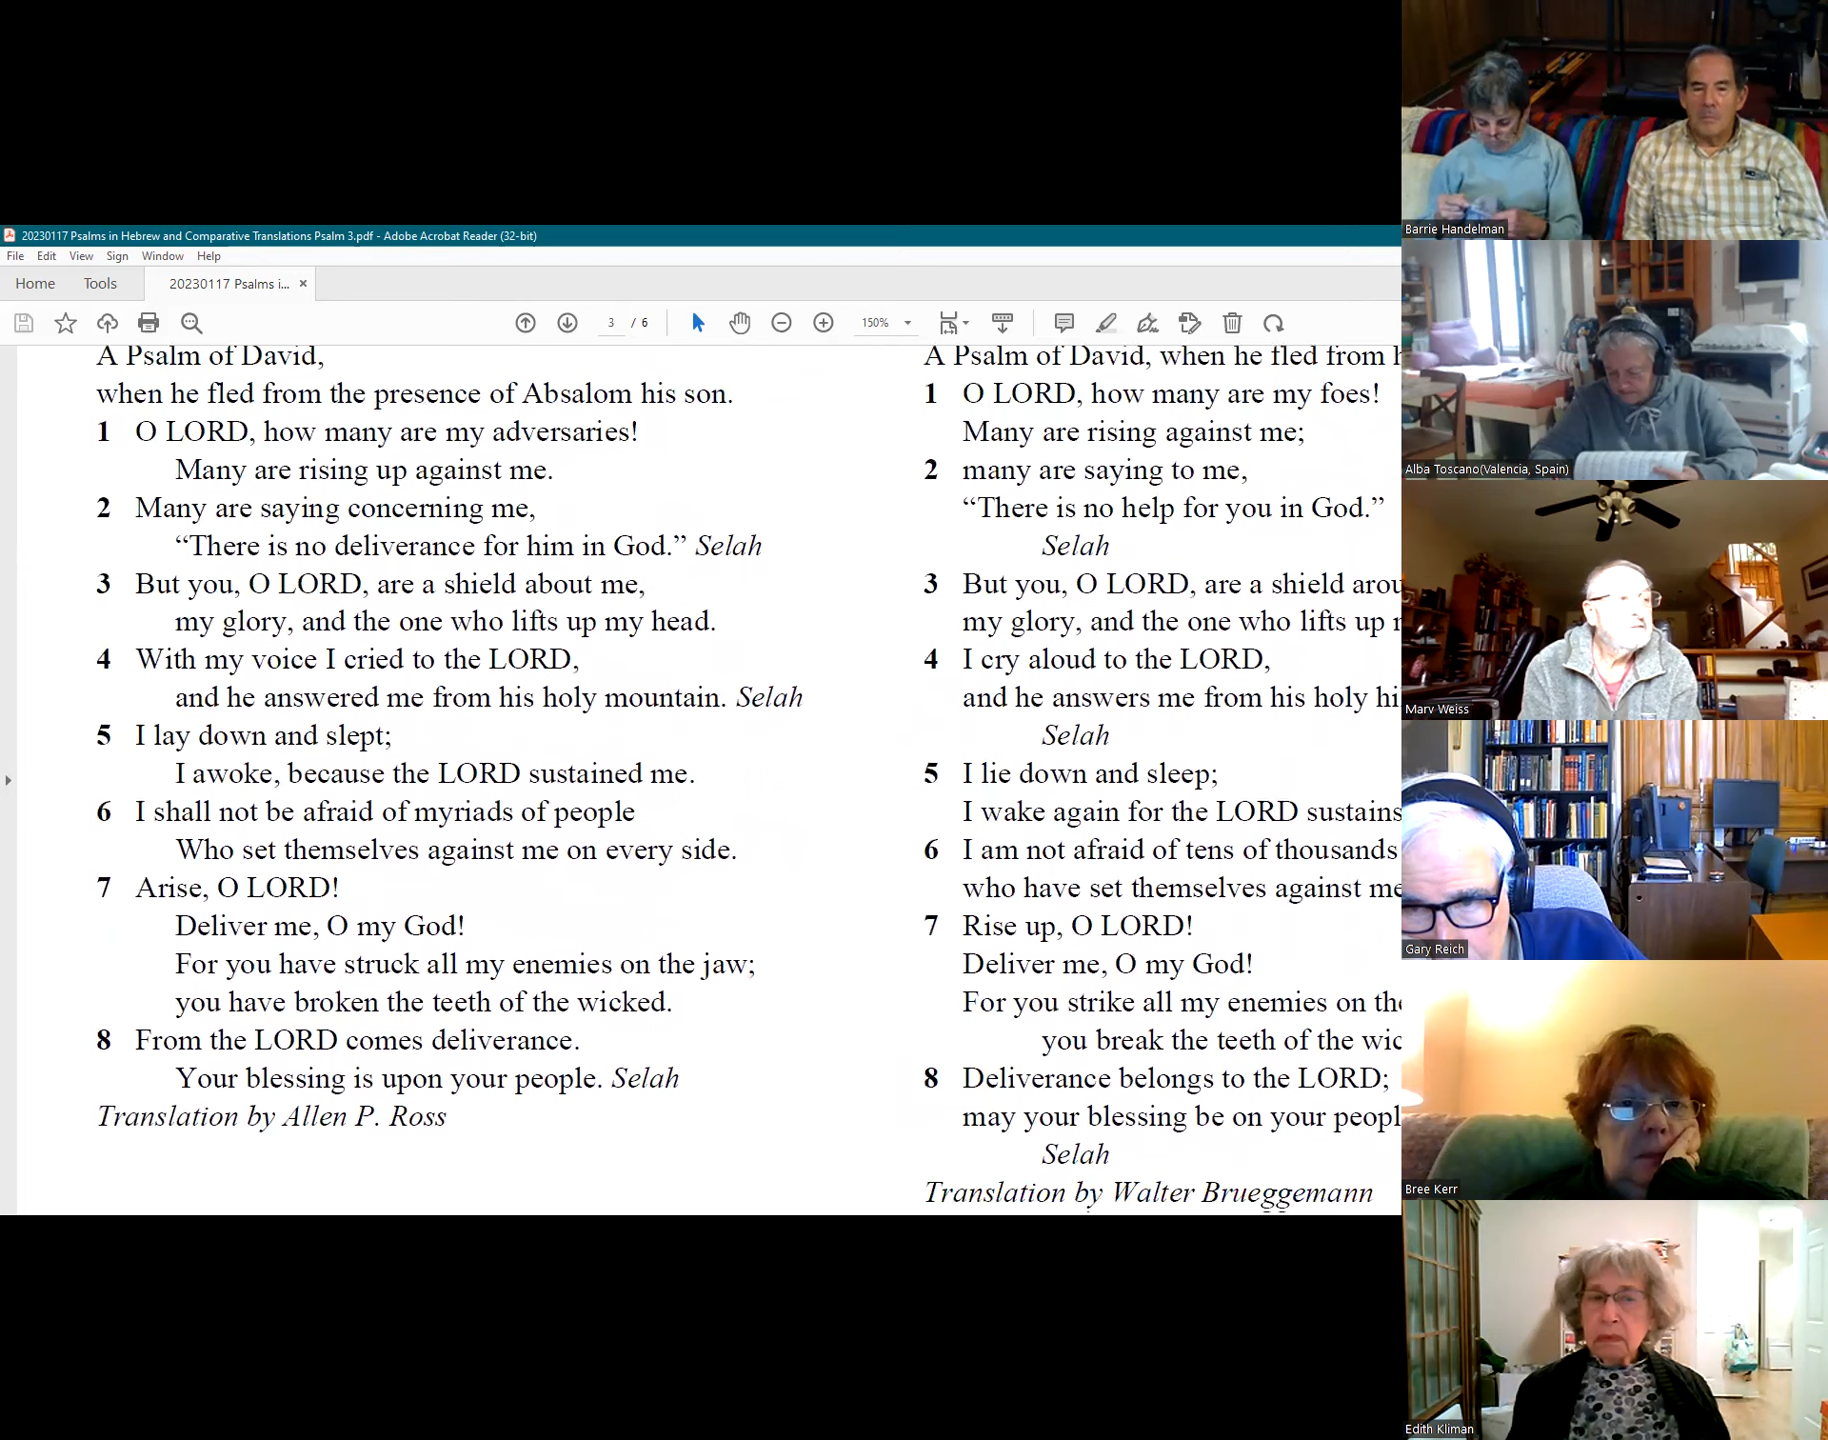 20230117 Psalms in Hebrew and Comparative Translations Psalm 3.pdf - Adobe Acrobat Reader (32-bit)
File Edit View Sign Window Help
Home Tools 20230117 Psalms i... ×
3 / 6 150%
A Psalm of David,
when he fled from the presence of Absalom his son.
1 O LORD, how many are my adversaries!
Many are rising up against me.
2 Many are saying concerning me,
“There is no deliverance for him in God.” Selah
3 But you, O LORD, are a shield about me,
my glory, and the one who lifts up my head.
4 With my voice I cried to the LORD,
and he answered me from his holy mountain. Selah
5 I lay down and slept;
I awoke, because the LORD sustained me.
6 I shall not be afraid of myriads of people
Who set themselves against me on every side.
7 Arise, O LORD!
Deliver me, O my God!
For you have struck all my enemies on the jaw;
you have broken the teeth of the wicked.
8 From the LORD comes deliverance.
Your blessing is upon your people. Selah
Translation by Allen P. Ross
A Psalm of David, when he fled from
1 O LORD, how many are my foes!
Many are rising against me;
2 many are saying to me,
“There is no help for you in God.”
Selah
3 But you, O LORD, are a shield arou
my glory, and the one who lifts up
4 I cry aloud to the LORD,
and he answers me from his holy hi
Selah
5 I lie down and sleep;
I wake again for the LORD sustains
6 I am not afraid of tens of thousands
who have set themselves against me
7 Rise up, O LORD!
Deliver me, O my God!
For you strike all my enemies on the
you break the teeth of the wic
8 Deliverance belongs to the LORD;
may your blessing be on your peopl
Selah
Translation by Walter Brueggemann
Barrie Handelman
Alba Toscano(Valencia, Spain)
Marv Weiss
Gary Reich
Bree Kerr
Edith Kliman